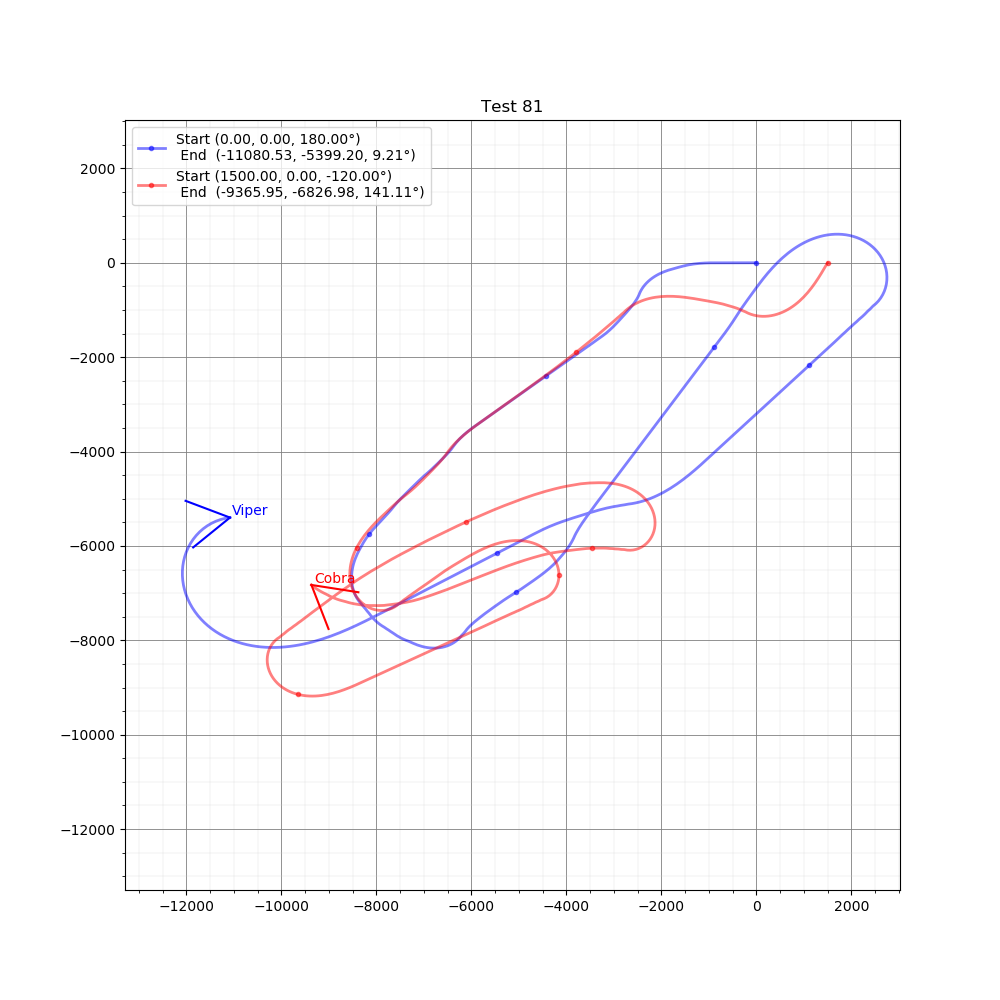 Test 81
Start (0.00, 0.00, 180.00°)
End  (-11080.53, -5399.20, 9.21°)
Start (1500.00, 0.00, -120.00°)
End  (-9365.95, -6826.98, 141.11°)
2000
0
−2000
−4000
−6000
−8000
−10000
−12000
Viper
Cobra
−12000 −10000 −8000 −6000 −4000 −2000 0 2000